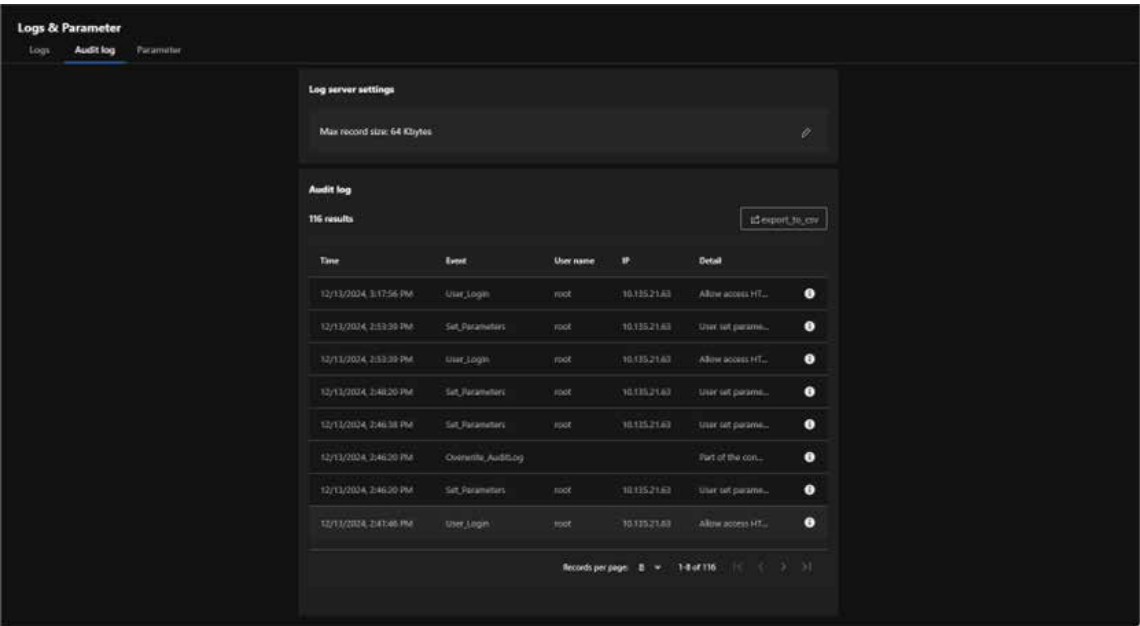 Logs & Parameter
Logs Audit log Parameter
Log server settings
Max record size: 64 Kbytes
Audit log
116 results
export_to_csv
Time Event User name IP Detail
12/13/2024, 3:17:56 PM User_Login root 10.135.21.63 Allow access HT...
12/13/2024, 2:53:39 PM Set_Parameters root 10.135.21.63 User set parame...
12/13/2024, 2:53:39 PM User_Login root 10.135.21.63 Allow access HT...
12/13/2024, 2:48:20 PM Set_Parameters root 10.135.21.63 User set parame...
12/13/2024, 2:46:38 PM Set_Parameters root 10.135.21.63 User set parame...
12/13/2024, 2:46:20 PM Overwrite_AuditLog Part of the con...
12/13/2024, 2:46:20 PM Set_Parameters root 10.135.21.63 User set parame...
12/13/2024, 2:41:46 PM User_Login root 10.135.21.63 Allow access HT...
Records per page: 8 1-8 of 116